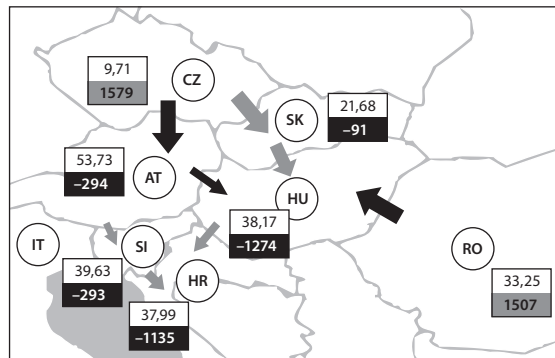 9,71
1579
CZ
SK
21,68
–91
53,73
–294
AT
HU
38,17
–1274
IT
SI
39,63
–293
HR
37,99
–1135
RO
33,25
1507